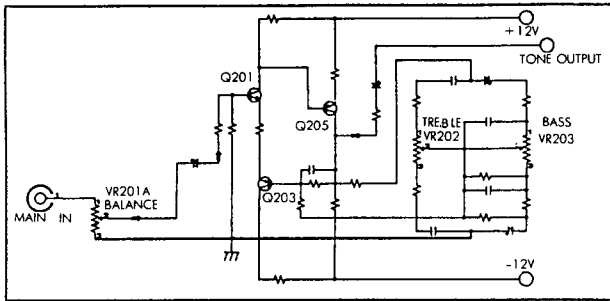 +12V
TONE OUTPUT
Q201
Q205
TREBLE
VR202
BASS
VR203
Q203
VR201A
BALANCE
MAIN IN
-12V